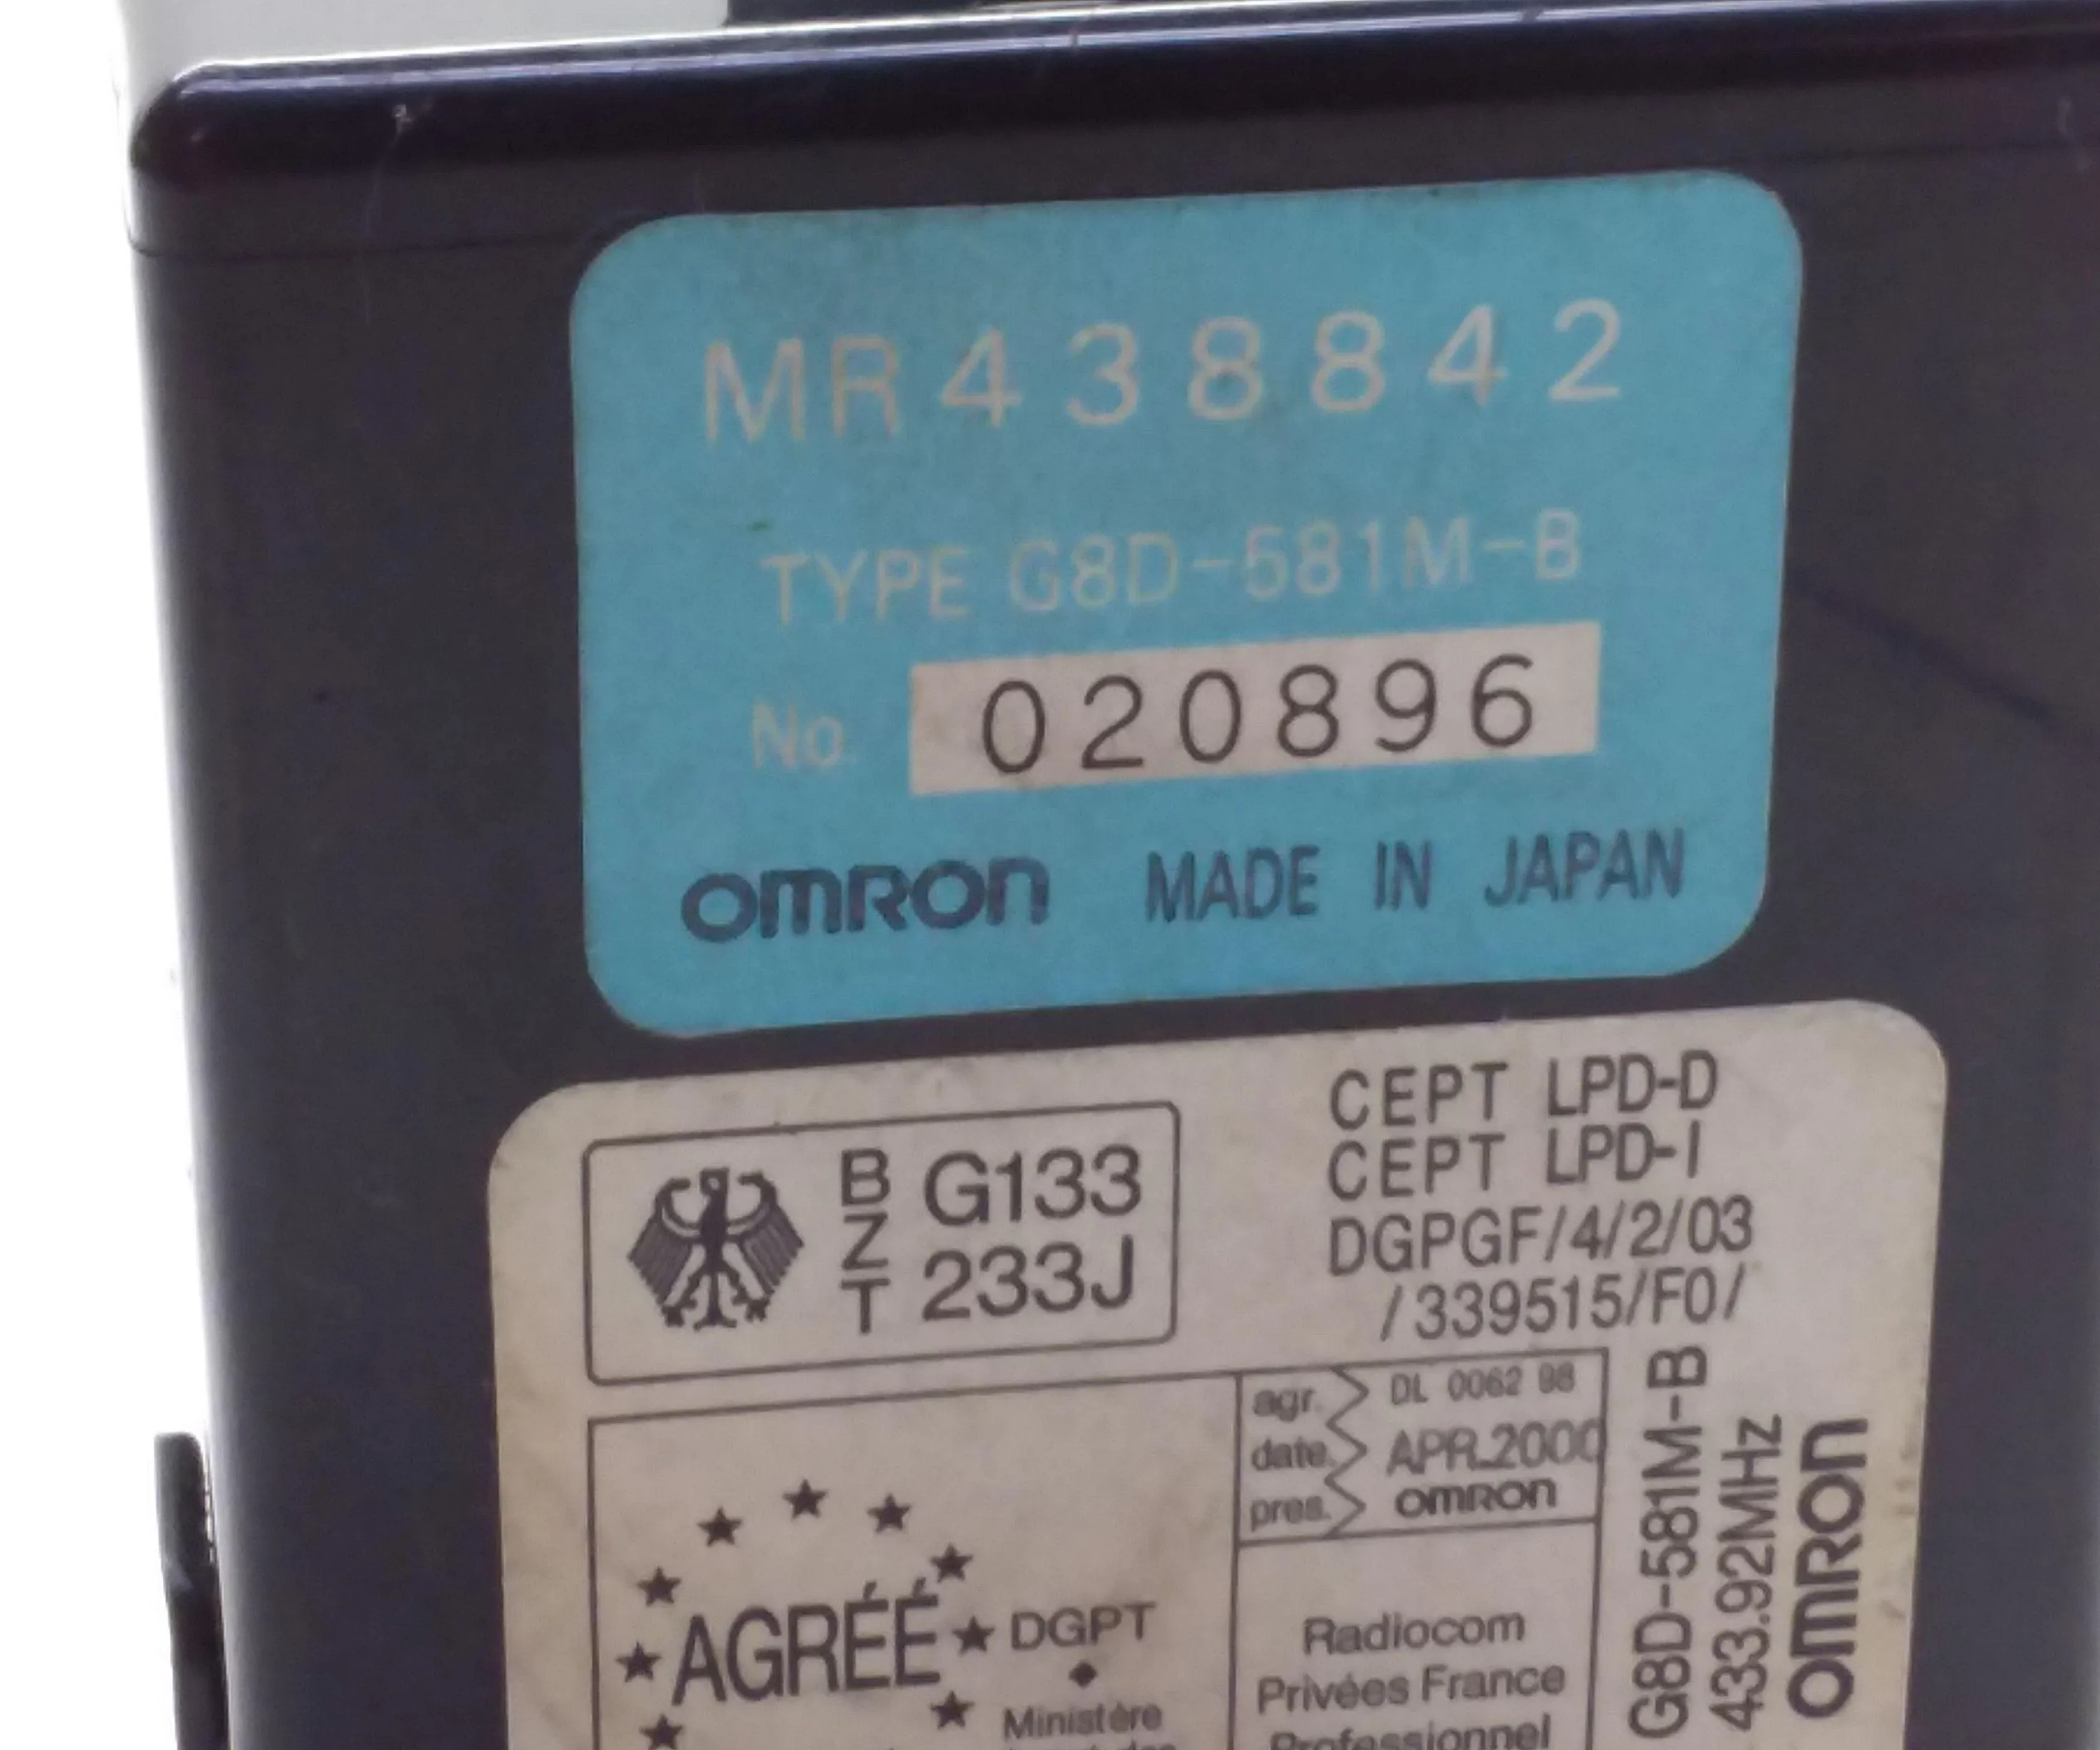 MR438842
TYPE G8D-581M-B
No. 020896
OMRON MADE IN JAPAN
BZT G133
233J
CEPT LPD-D
CEPT LPD-I
DGPGF/4/2/03
/339515/F0/
agr. DL 0062 98
date. APR.2000
pres. OMRON
AGRÉÉ
DGPT
Ministère
Radiocom
Privées France
Professionnel
G8D-581M-B
433.92MHz
OMRON